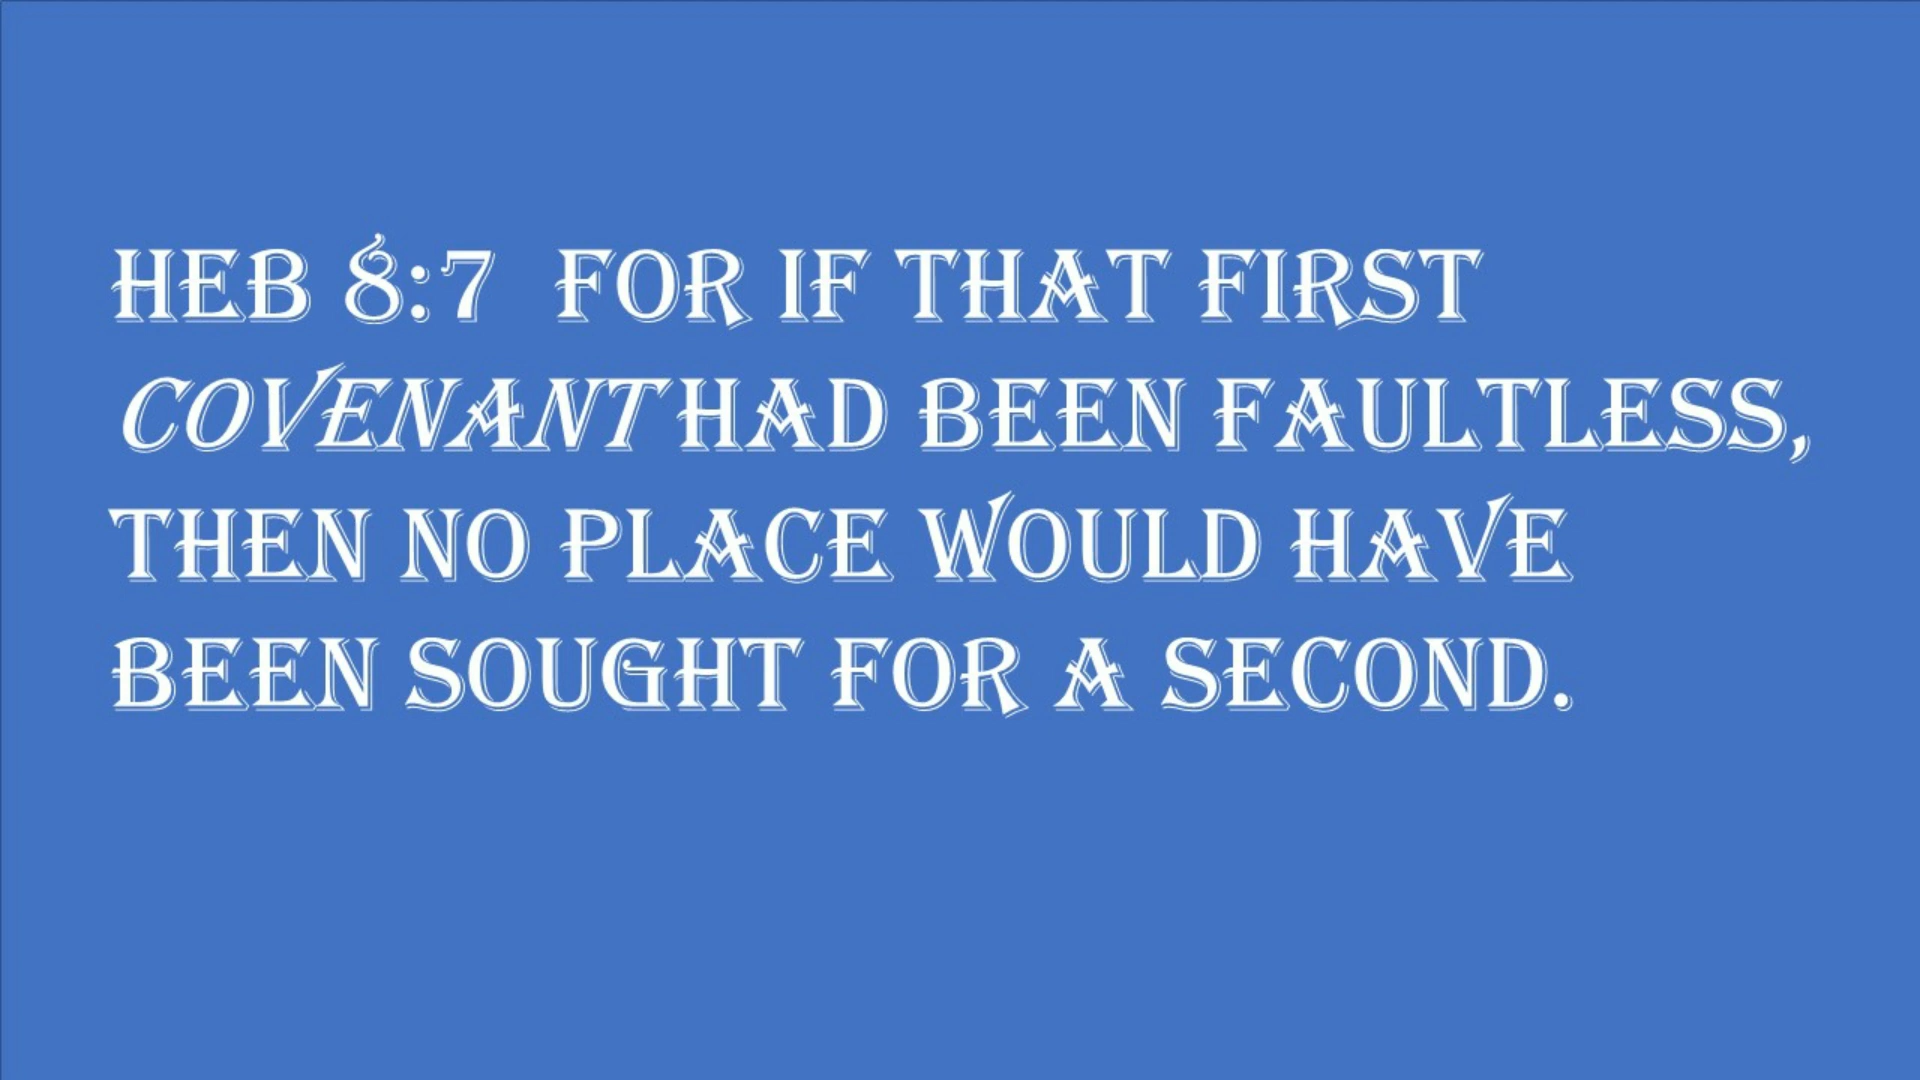 HEB 8:7  FOR IF THAT FIRST
COVENANT HAD BEEN FAULTLESS,
THEN NO PLACE WOULD HAVE
BEEN SOUGHT FOR A SECOND.